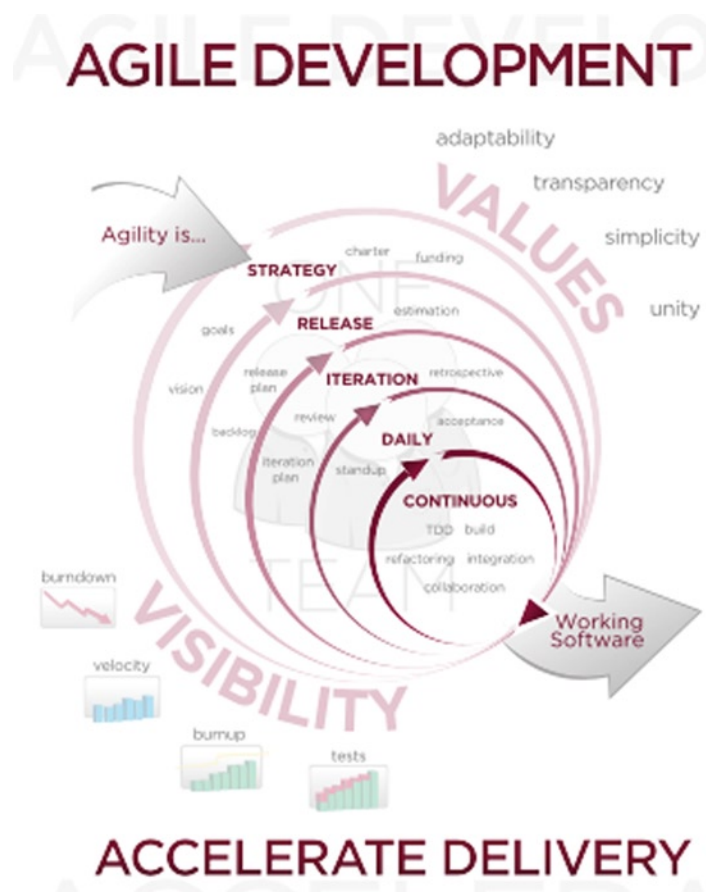 AGILE DEVELOPMENT
adaptability
transparency
simplicity
unity
VALUES
Agility is...
STRATEGY
charter
funding
goals
vision
RELEASE
estimation
release
plan
backlog
ITERATION
retrospective
review
iteration
plan
DAILY
acceptance
standup
CONTINUOUS
TDD build
refactoring integration
collaboration
ONE
TEAM
Working
Software
VISIBILITY
burndown
velocity
burnup
tests
ACCELERATE DELIVERY